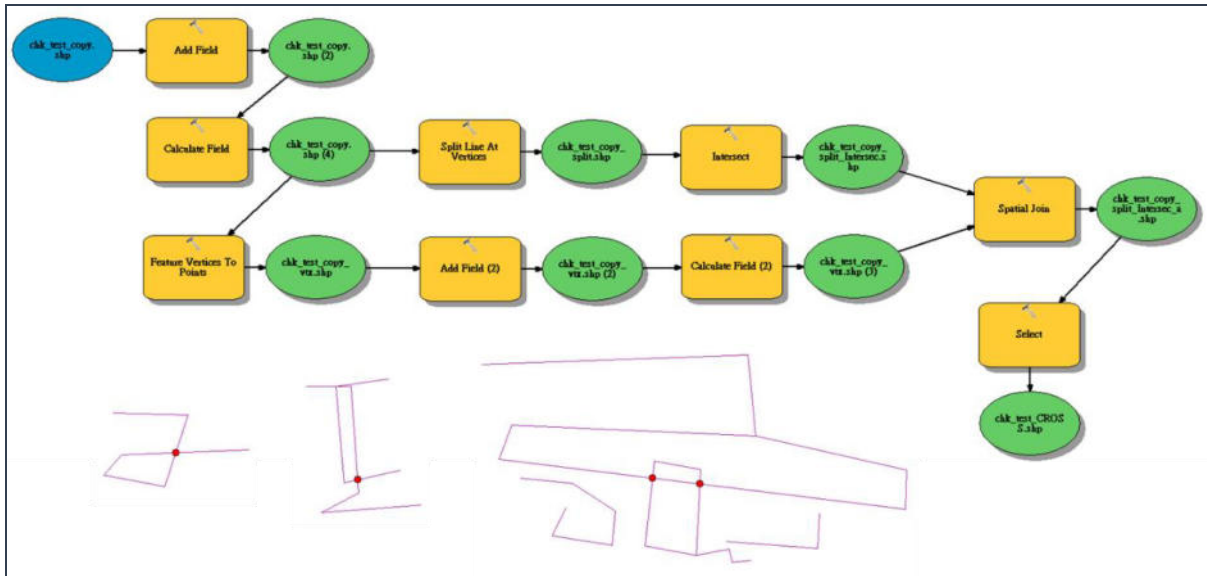 chk_test_copy.
shp
Add Field
chk_test_copy.
shp (2)
Calculate Field
chk_test_copy.
shp (4)
Split Line At
Vertices
chk_test_copy_
split.shp
Intersect
chk_test_copy_
split_Intersec.s
hp
Spatial Join
chk_test_copy_
split_Intersec_a
.shp
Feature Vertices To
Points
chk_test_copy_
vtx.shp
Add Field (2)
chk_test_copy_
vtx.shp (2)
Calculate Field (2)
chk_test_copy_
vtx.shp (3)
Select
chk_test_CROS
S.shp